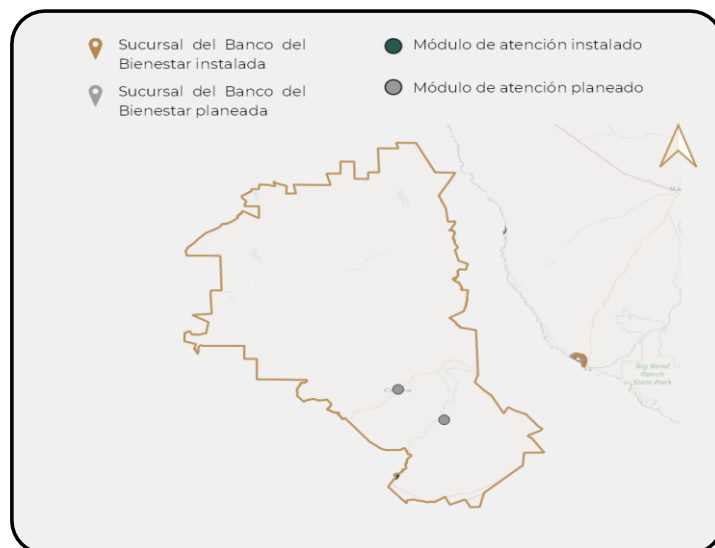 Sucursal del Banco del
Bienestar instalada
Módulo de atención instalado
Sucursal del Banco del
Bienestar planeada
Módulo de atención planeado
Big Bend
Ranch
State Park